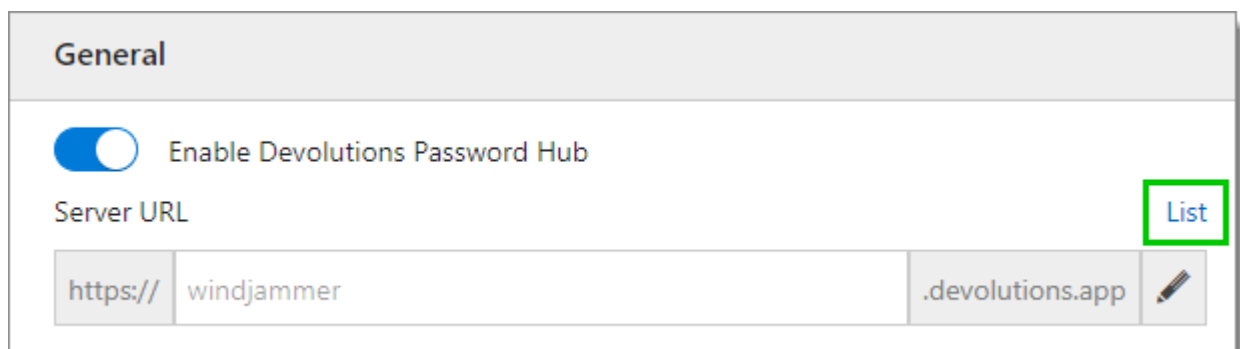 General
Enable Devolutions Password Hub
Server URL List
https:// windjammer .devolutions.app